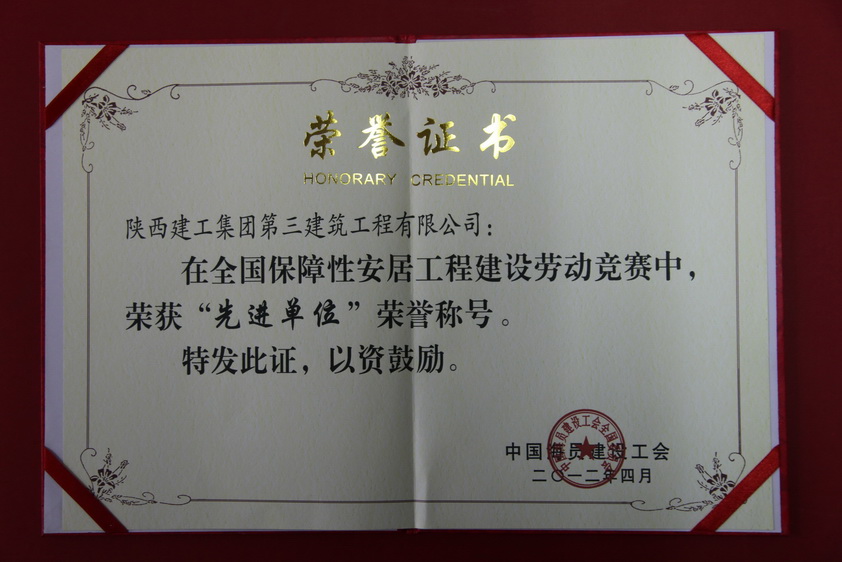 荣誉证书
HONORARY CREDENTIAL
陕西建工集团第三建筑工程有限公司：
在全国保障性安居工程建设劳动竞赛中，
荣获“先进单位”荣誉称号。
特发此证，以资鼓励。
中国海员建设工会
二〇一二年四月